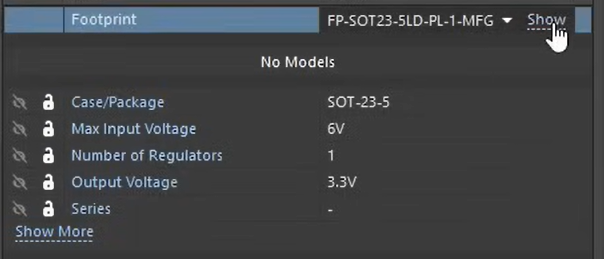 Footprint FP-SOT23-5LD-PL-1-MFG Show
No Models
Case/Package SOT-23-5
Max Input Voltage 6V
Number of Regulators 1
Output Voltage 3.3V
Series -
Show More